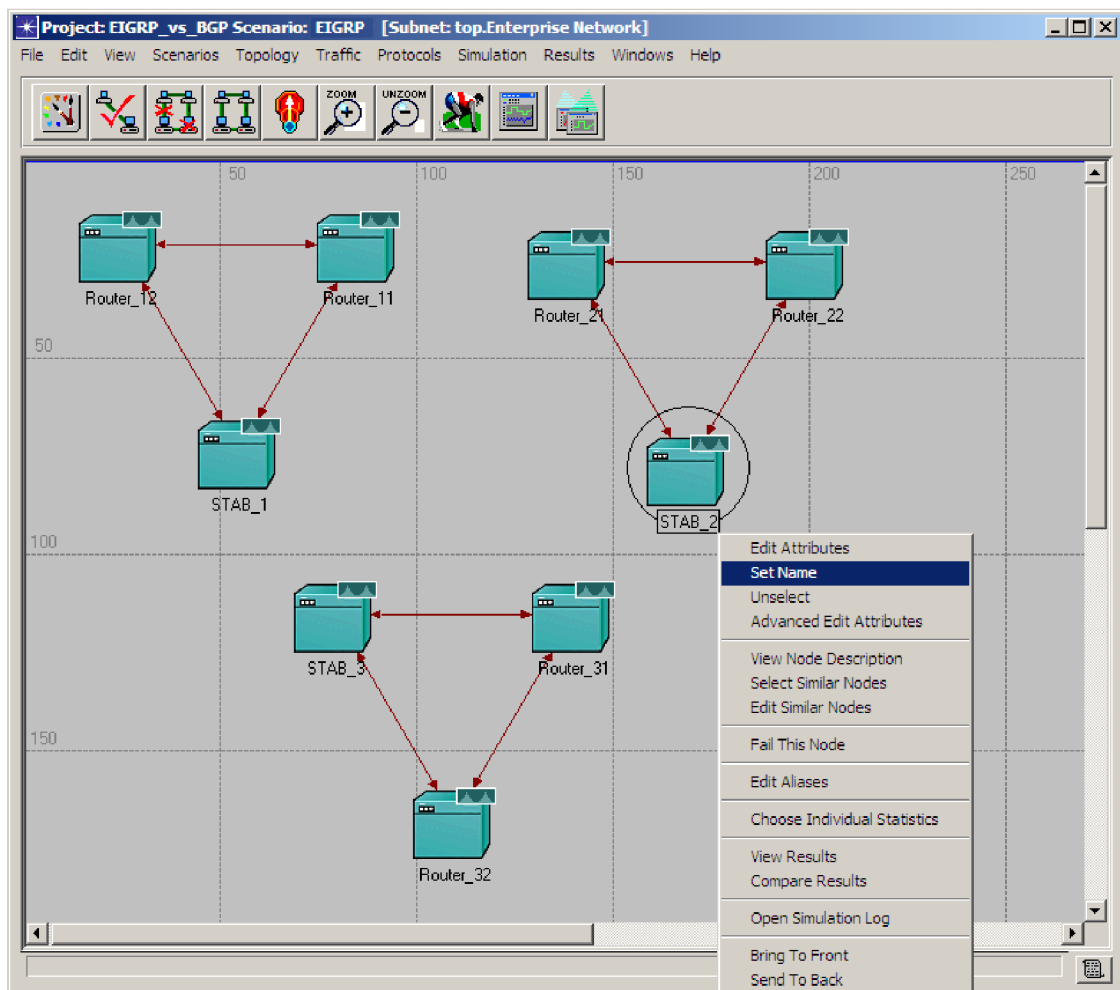 Project: EIGRP_vs_BGP Scenario: EIGRP [Subnet: top.Enterprise Network]
File Edit View Scenarios Topology Traffic Protocols Simulation Results Windows Help
ZOOM UNZOOM
50 100 150 200 250
Router_12 Router_11
Router_21 Router_22
50
STAB_1
STAB_2
100
Edit Attributes
Set Name
Unselect
Advanced Edit Attributes
View Node Description
Select Similar Nodes
Edit Similar Nodes
Fail This Node
Edit Aliases
Choose Individual Statistics
View Results
Compare Results
Open Simulation Log
Bring To Front
Send To Back
STAB_3 Router_31
150
Router_32